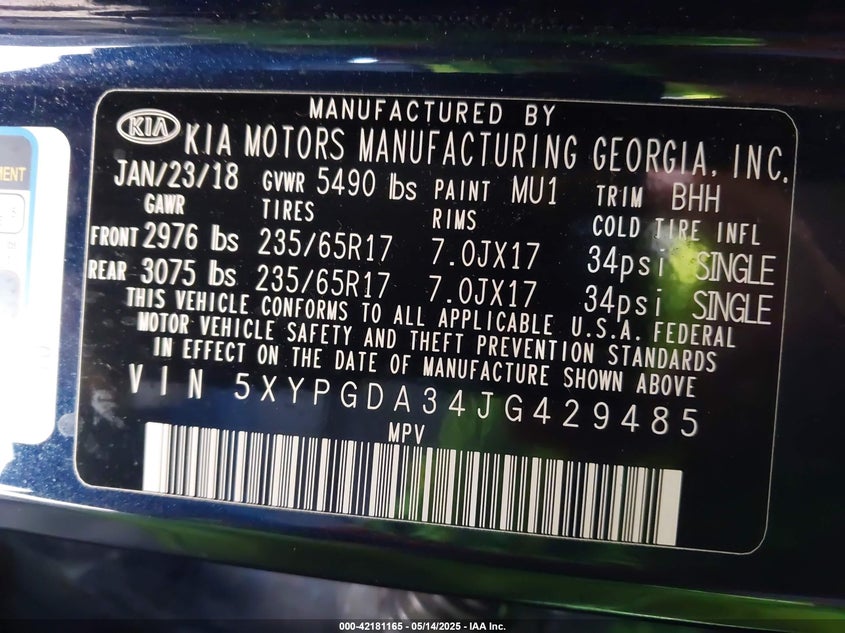 MANUFACTURED BY
KIA KIA MOTORS MANUFACTURING GEORGIA, INC.
JAN/23/18 GVWR 5490 lbs PAINT MU1 TRIM BHH
GAWR TIRES RIMS COLD TIRE INFL
FRONT 2976 lbs 235/65R17 7.0JX17 34psi SINGLE
REAR 3075 lbs 235/65R17 7.0JX17 34psi SINGLE
THIS VEHICLE CONFORMS TO ALL APPLICABLE U.S.A. FEDERAL
MOTOR VEHICLE SAFETY AND THEFT PREVENTION STANDARDS
IN EFFECT ON THE DATE OF MANUFACTURE SHOWN ABOVE
VIN 5XYPGDA34JG429485
MPV
MENT
000-42181165 - 05/14/2025 - IAA Inc.